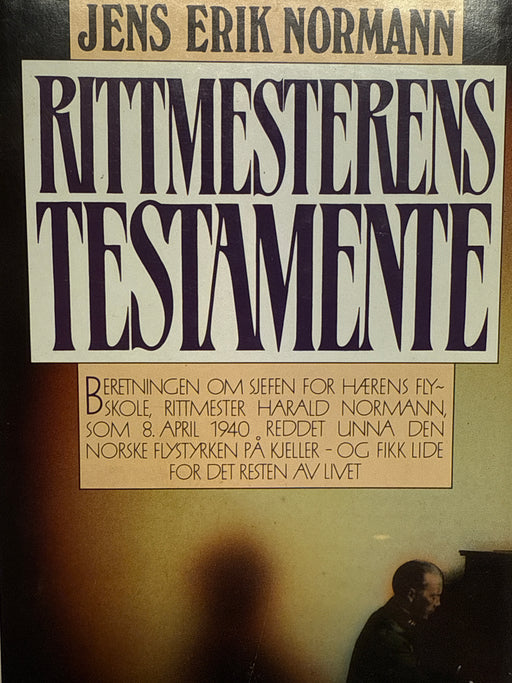 JENS ERIK NORMANN
RITTMESTERENS
TESTAMENTE
BERETNINGEN OM SJEFEN FOR HÆRENS FLY-
SKOLE, RITTMESTER HARALD NORMANN,
SOM 8. APRIL 1940 REDDET UNNA DEN
NORSKE FLYSTYRKEN PÅ KJELLER – OG FIKK LIDE
FOR DET RESTEN AV LIVET